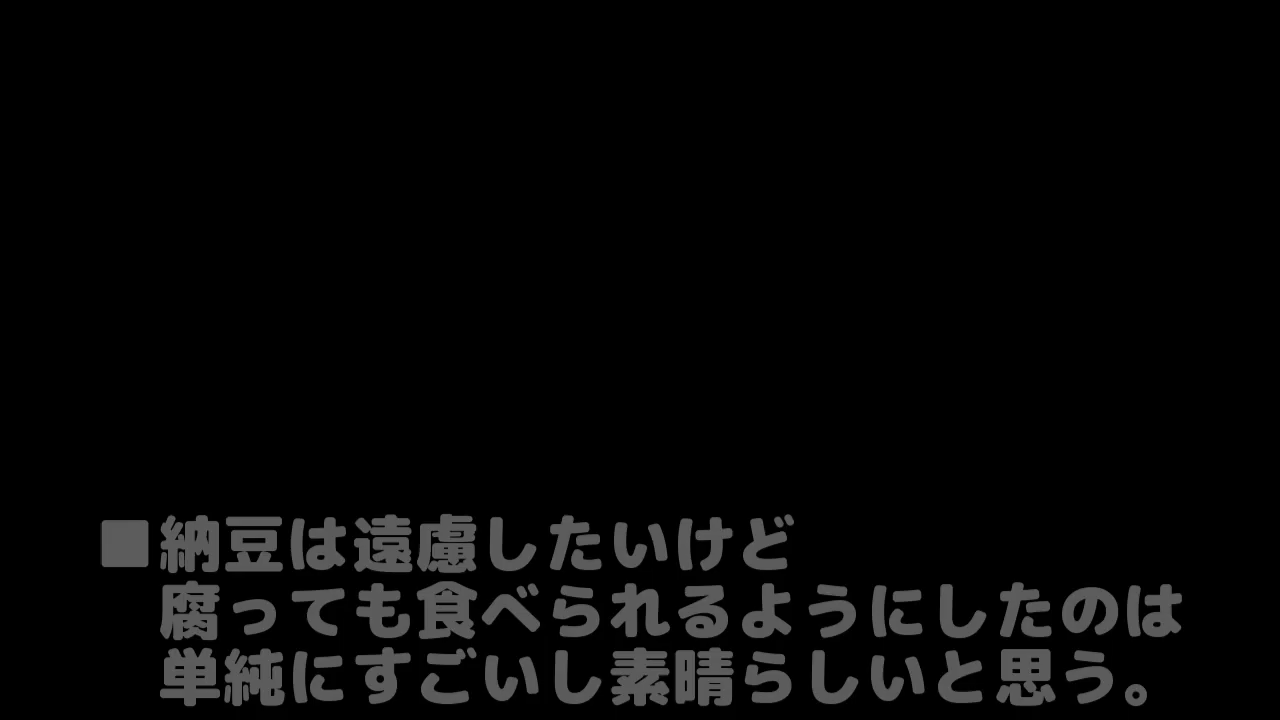 ■納豆は遠慮したいけど
腐っても食べられるようにしたのは
単純にすごいし素晴らしいと思う。